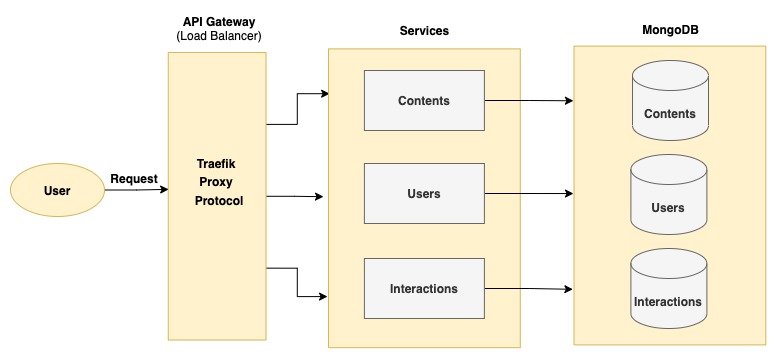 API Gateway
(Load Balancer)
Services
MongoDB
User
Request
Traefik
Proxy
Protocol
Contents
Users
Interactions
Contents
Users
Interactions